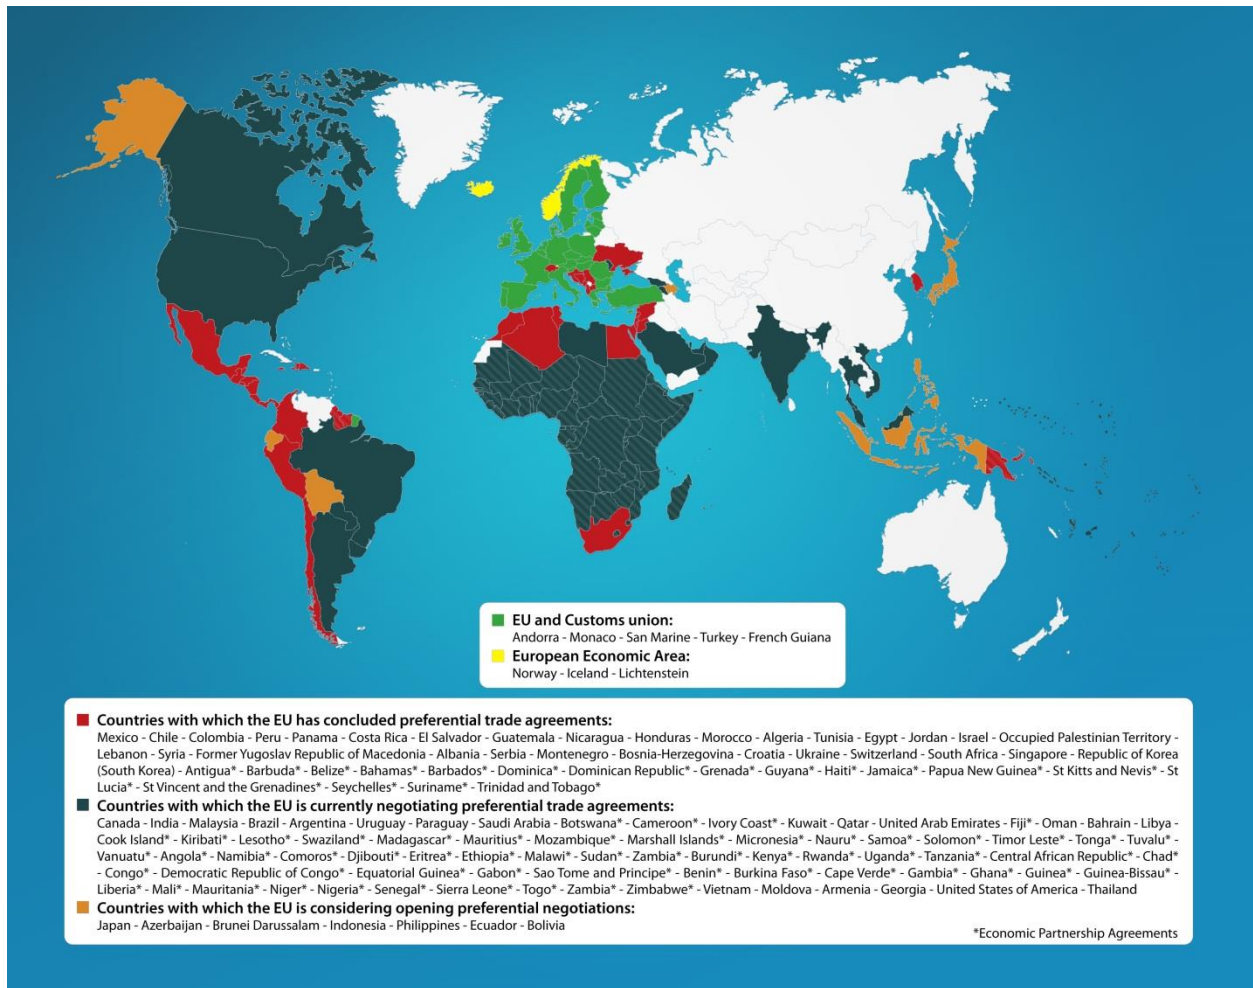 EU and Customs union:
Andorra - Monaco - San Marine - Turkey - French Guiana
European Economic Area:
Norway - Iceland - Lichtenstein
Countries with which the EU has concluded preferential trade agreements:
Mexico - Chile - Colombia - Peru - Panama - Costa Rica - El Salvador - Guatemala - Nicaragua - Honduras - Morocco - Algeria - Tunisia - Egypt - Jordan - Israel - Occupied Palestinian Territory -
Lebanon - Syria - Former Yugoslav Republic of Macedonia - Albania - Serbia - Montenegro - Bosnia-Herzegovina - Croatia - Ukraine - Switzerland - South Africa - Singapore - Republic of Korea
(South Korea) - Antigua* - Barbuda* - Belize* - Bahamas* - Barbados* - Dominica* - Dominican Republic* - Grenada* - Guyana* - Haiti* - Jamaica* - Papua New Guinea* - St Kitts and Nevis* - St
Lucia* - St Vincent and the Grenadines* - Seychelles* - Suriname* - Trinidad and Tobago*
Countries with which the EU is currently negotiating preferential trade agreements:
Canada - India - Malaysia - Brazil - Argentina - Uruguay - Paraguay - Saudi Arabia - Botswana* - Cameroon* - Ivory Coast* - Kuwait - Qatar - United Arab Emirates - Fiji* - Oman - Bahrain - Libya -
Cook Island* - Kiribati* - Lesotho* - Swaziland* - Madagascar* - Mauritius* - Mozambique* - Marshall Islands* - Micronesia* - Nauru* - Samoa* - Solomon* - Timor Leste* - Tonga* - Tuvalu* -
Vanuatu* - Angola* - Namibia* - Comoros* - Djibouti* - Eritrea* - Ethiopia* - Malawi* - Sudan* - Zambia* - Burundi* - Kenya* - Rwanda* - Uganda* - Tanzania* - Central African Republic* - Chad*
- Congo* - Democratic Republic of Congo* - Equatorial Guinea* - Gabon* - Sao Tome and Principe* - Benin* - Burkina Faso* - Cape Verde* - Gambia* - Ghana* - Guinea* - Guinea-Bissau* -
Liberia* - Mali* - Mauritania* - Niger* - Nigeria* - Senegal* - Sierra Leone* - Togo* - Zambia* - Zimbabwe* - Vietnam - Moldova - Armenia - Georgia - United States of America - Thailand
Countries with which the EU is considering opening preferential negotiations:
Japan - Azerbaijan - Brunei Darussalam - Indonesia - Philippines - Ecuador - Bolivia
*Economic Partnership Agreements